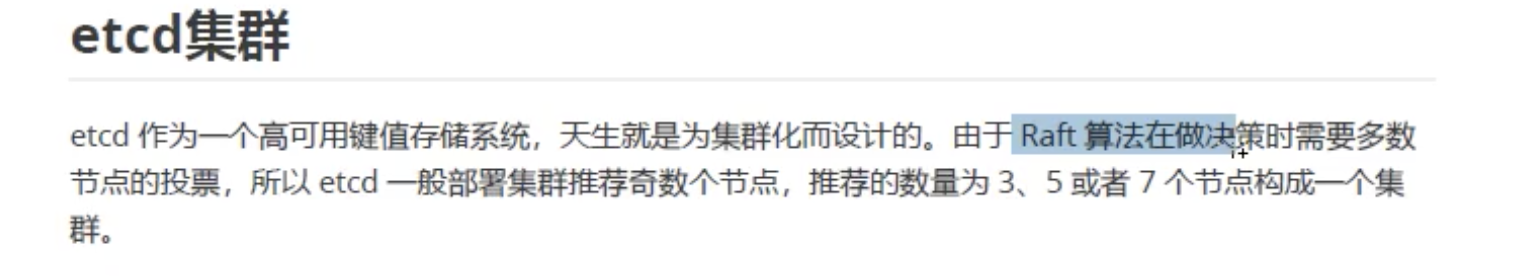 etcd集群
etcd 作为一个高可用键值存储系统，天生就是为集群化而设计的。由于 Raft 算法在做决策时需要多数
节点的投票，所以 etcd 一般部署集群推荐奇数个节点，推荐的数量为 3、5 或者 7 个节点构成一个集
群。